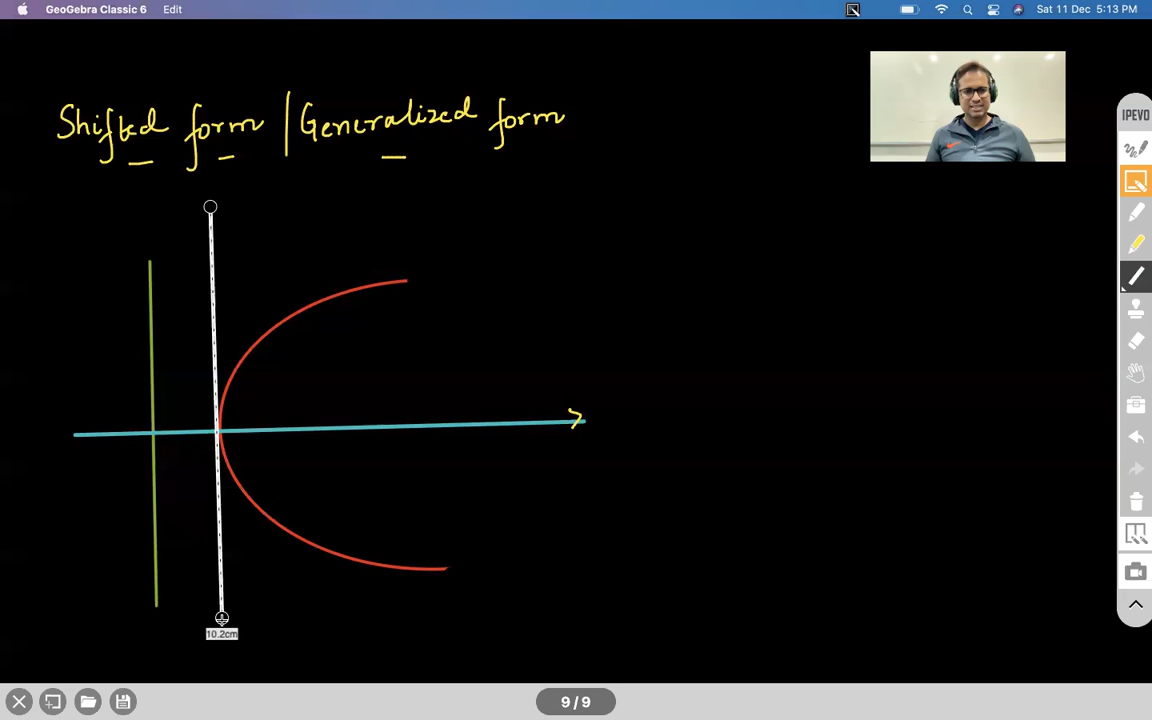 GeoGebra Classic 6 Edit Sat 11 Dec 5:13 PM
Shifted form | Generalized form
IPEVO
10.2cm
9 / 9